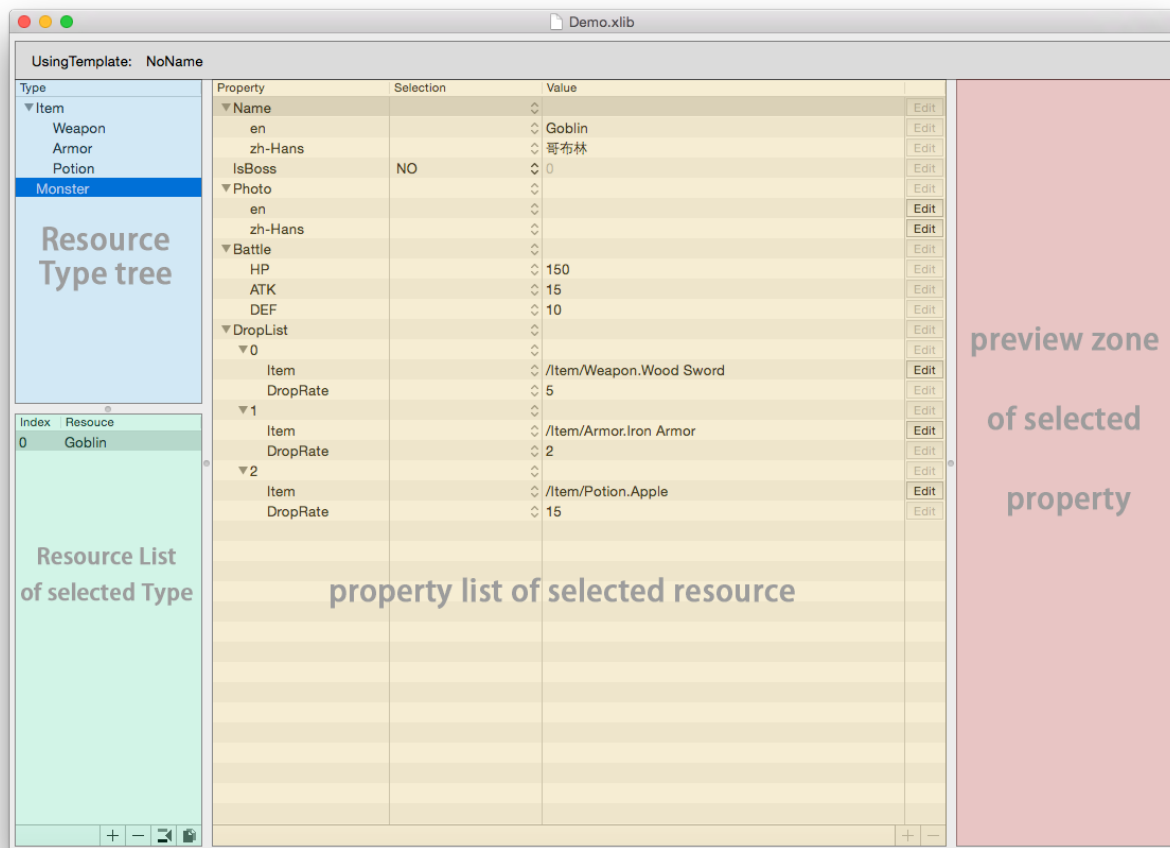 Demo.xlib
UsingTemplate: NoName
Type
Item
Weapon
Armor
Potion
Monster
Resource
Type tree
Index Resouce
0 Goblin
Resource List
of selected Type
Property Selection Value
Name Edit
en Goblin Edit
zh-Hans 哥布林 Edit
IsBoss NO 0 Edit
Photo Edit
en Edit
zh-Hans Edit
Battle Edit
HP 150 Edit
ATK 15 Edit
DEF 10 Edit
DropList Edit
0 Edit
Item /Item/Weapon.Wood Sword Edit
DropRate 5 Edit
1 Edit
Item /Item/Armor.Iron Armor Edit
DropRate 2 Edit
2 Edit
Item /Item/Potion.Apple Edit
DropRate 15 Edit
property list of selected resource
preview zone
of selected
property